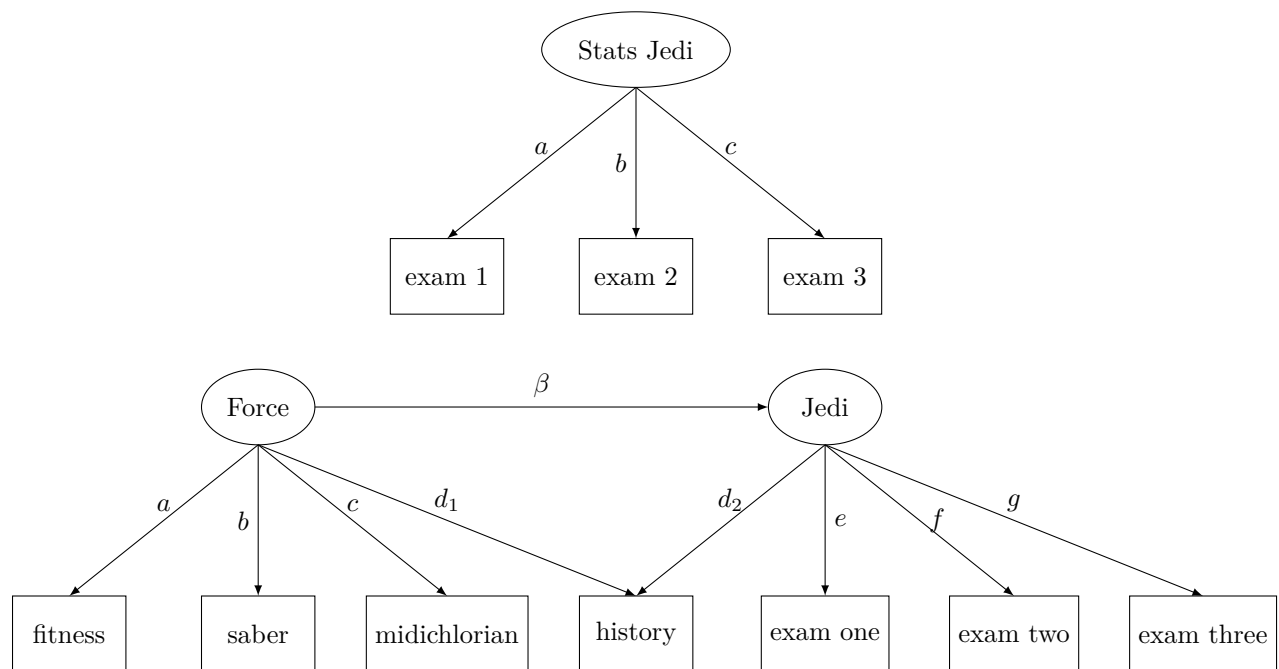 Stats Jedi
a
b
c
exam 1
exam 2
exam 3
β
Force
Jedi
a
b
c
d₁
d₂
e
f
g
fitness
saber
midichlorian
history
exam one
exam two
exam three